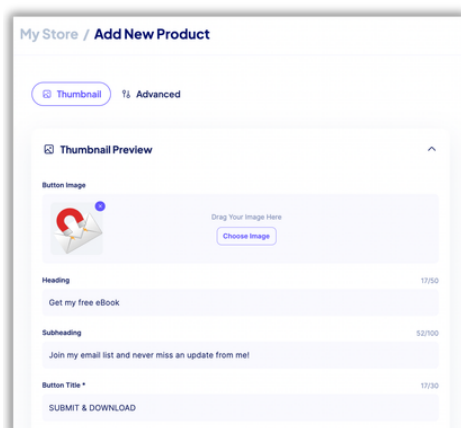 My Store / Add New Product
Thumbnail Advanced
Thumbnail Preview
Button Image
Drag Your Image Here
Choose Image
Heading 17/50
Get my free eBook
Subheading 52/100
Join my email list and never miss an update from me!
Button Title * 17/30
SUBMIT & DOWNLOAD